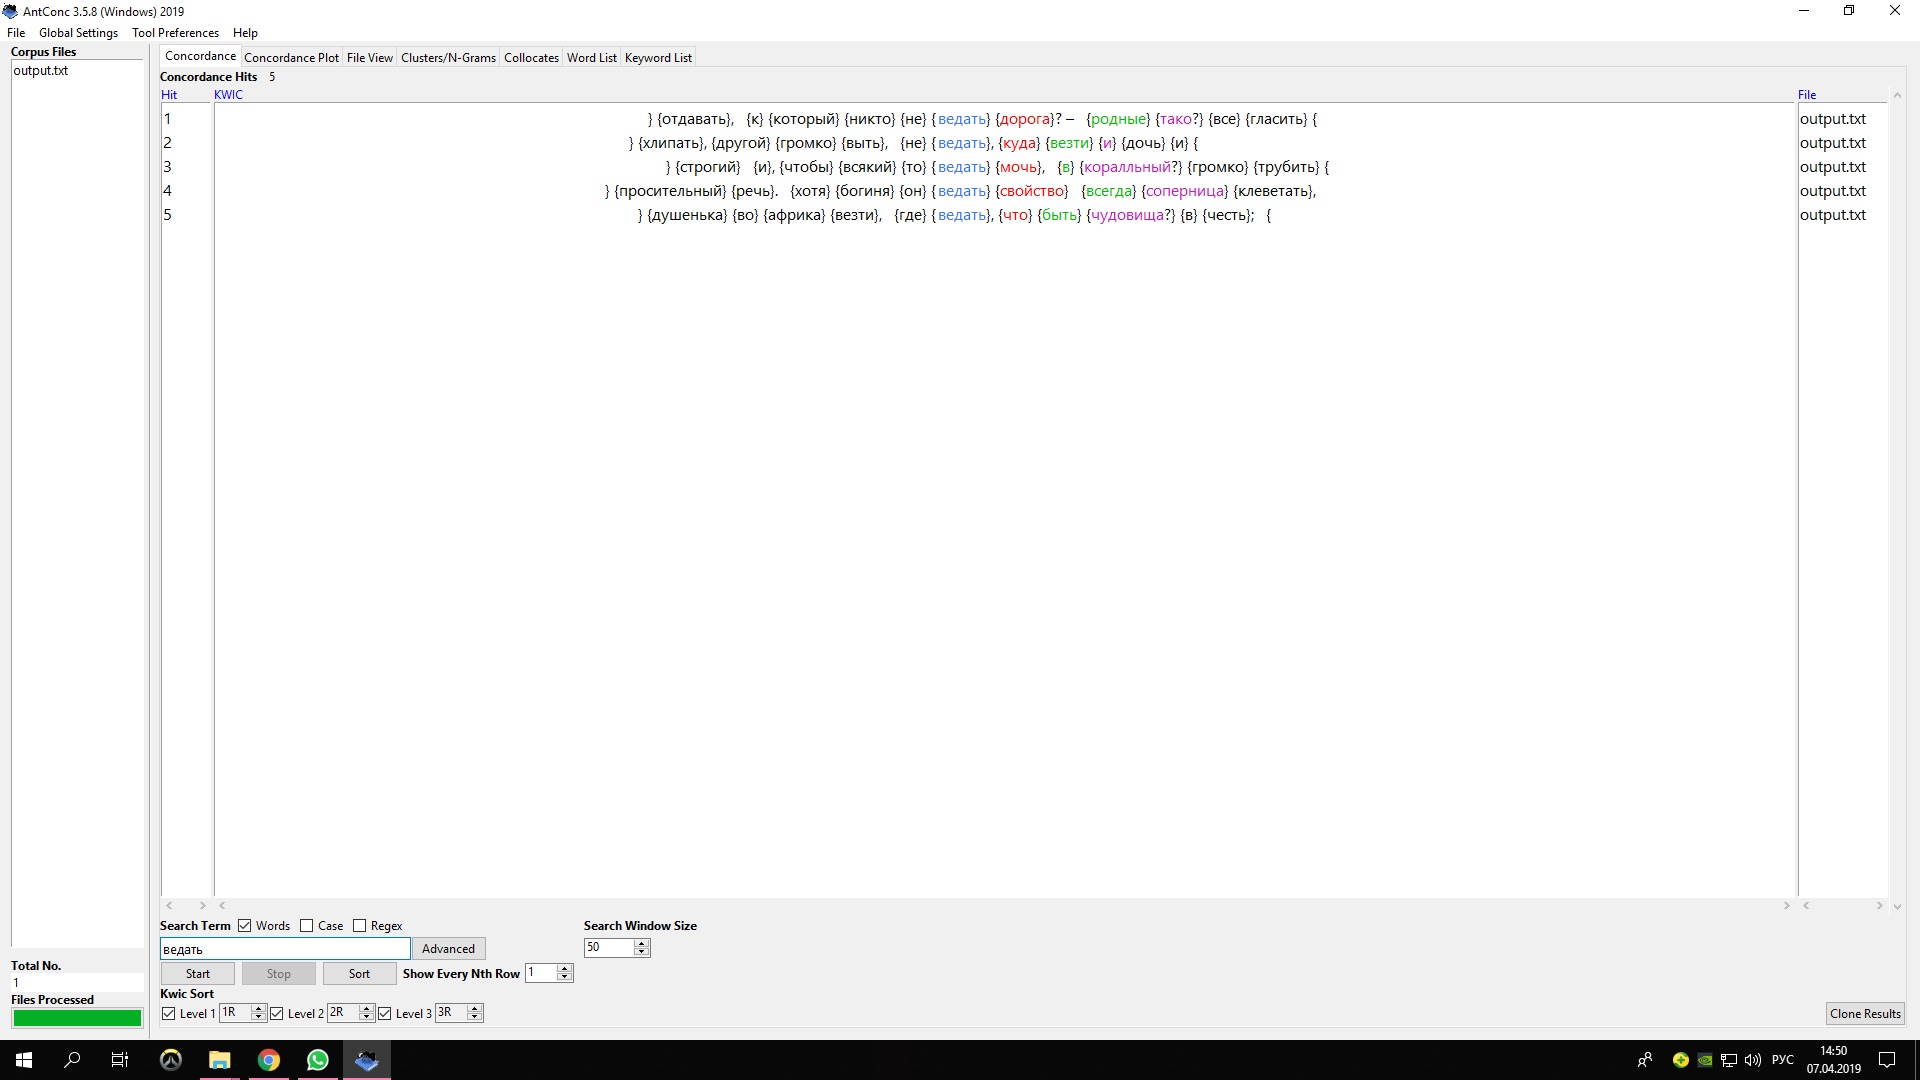 AntConc 3.5.8 (Windows) 2019
File Global Settings Tool Preferences Help
Corpus Files
output.txt
Concordance Concordance Plot File View Clusters/N-Grams Collocates Word List Keyword List
Concordance Hits 5
Hit KWIC File
1 } {отдавать}, {к} {который} {никто} {не} {ведать} {дорога}? – {родные} {тако?} {все} {гласить} { output.txt
2 } {хлипать}, {другой} {громко} {выть}, {не} {ведать}, {куда} {везти} {и} {дочь} {и} { output.txt
3 } {строгий} {и}, {чтобы} {всякий} {то} {ведать} {мочь}, {в} {коралльный?} {громко} {трубить} { output.txt
4 } {просительный} {речь}. {хотя} {богиня} {он} {ведать} {свойство} {всегда} {соперница} {клеветать}, output.txt
5 } {душенька} {во} {африка} {везти}, {где} {ведать}, {что} {быть} {чудовища?} {в} {честь}; { output.txt
Search Term Words Case Regex Search Window Size
ведать Advanced 50
Start Stop Sort Show Every Nth Row 1
Kwic Sort
Level 1 1R Level 2 2R Level 3 3R Clone Results
Total No.
1
Files Processed
РУС 14:50
07.04.2019